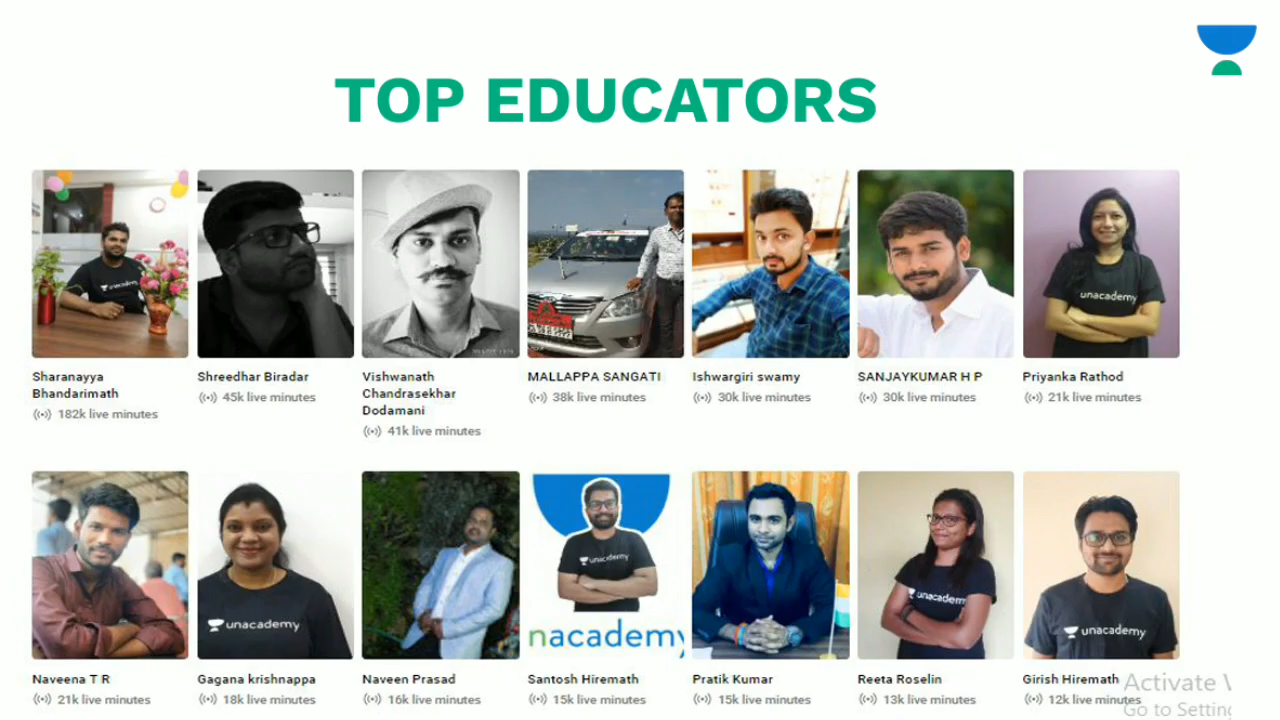 TOP EDUCATORS
unacademy
unacademy
Sharanayya
Bhandarimath
182k live minutes
Shreedhar Biradar
45k live minutes
Vishwanath
Chandrasekhar
Dodamani
41k live minutes
MALLAPPA SANGATI
38k live minutes
Ishwargiri swamy
30k live minutes
SANJAYKUMAR H P
30k live minutes
Priyanka Rathod
21k live minutes
unacademy
unacademy
unacademy
unacademy
nacademy
Naveena T R
21k live minutes
Gagana krishnappa
18k live minutes
Naveen Prasad
16k live minutes
Santosh Hiremath
15k live minutes
Pratik Kumar
15k live minutes
Reeta Roselin
13k live minutes
Girish Hiremath
12k live minutes
Activate
Go to Setting